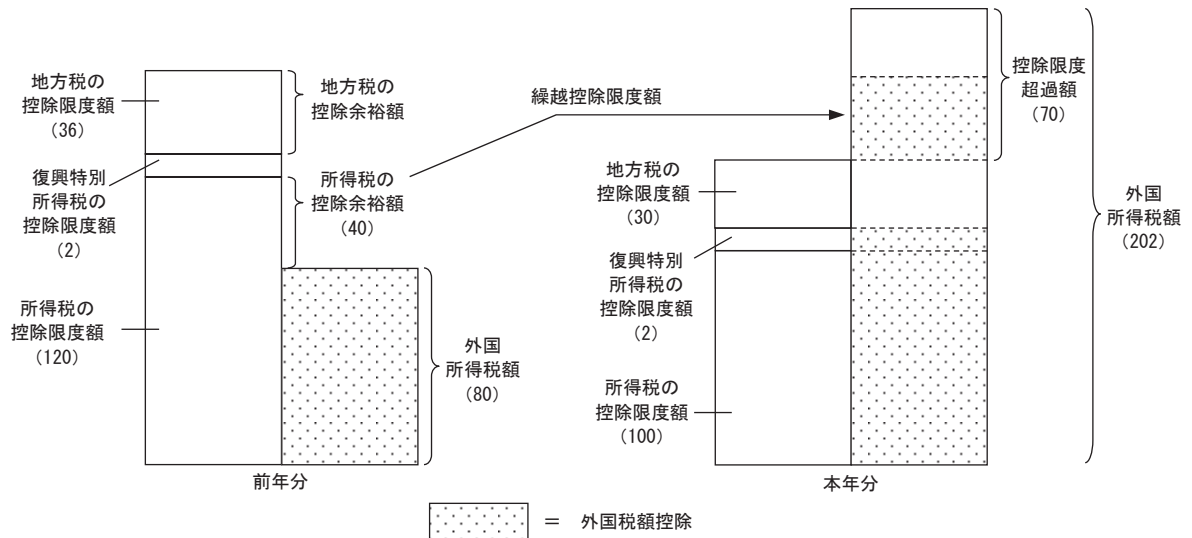 地方税の
控除限度額
（36）
復興特別
所得税の
控除限度額
（2）
所得税の
控除限度額
（120）
地方税の
控除余裕額
所得税の
控除余裕額
（40）
外国
所得税額
（80）
前年分
繰越控除限度額
地方税の
控除限度額
（30）
復興特別
所得税の
控除限度額
（2）
所得税の
控除限度額
（100）
控除限度
超過額
（70）
外国
所得税額
（202）
本年分
＝ 外国税額控除